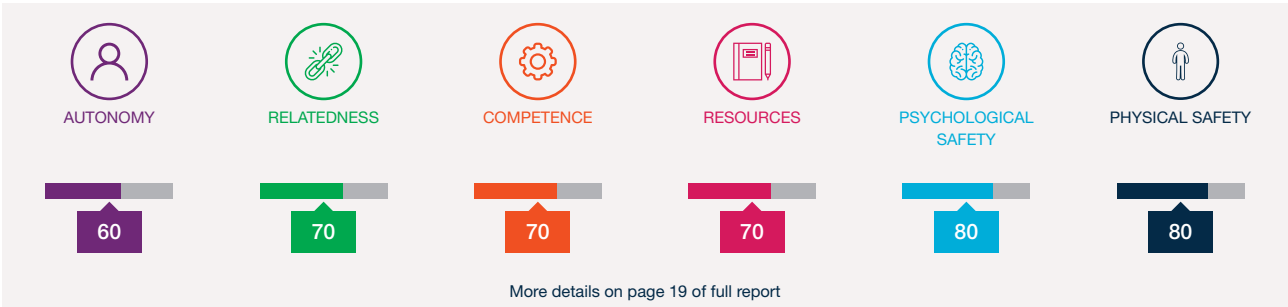 AUTONOMY
RELATEDNESS
COMPETENCE
RESOURCES
PSYCHOLOGICAL
SAFETY
PHYSICAL SAFETY
60
70
70
70
80
80
More details on page 19 of full report